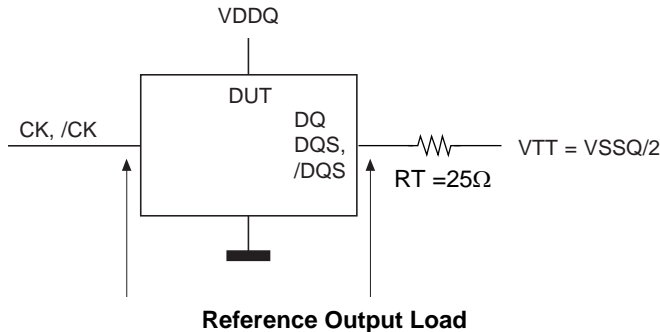 VDDQ
DUT
CK, /CK
DQ
DQS,
/DQS
VTT = VSSQ/2
RT =25Ω
Reference Output Load